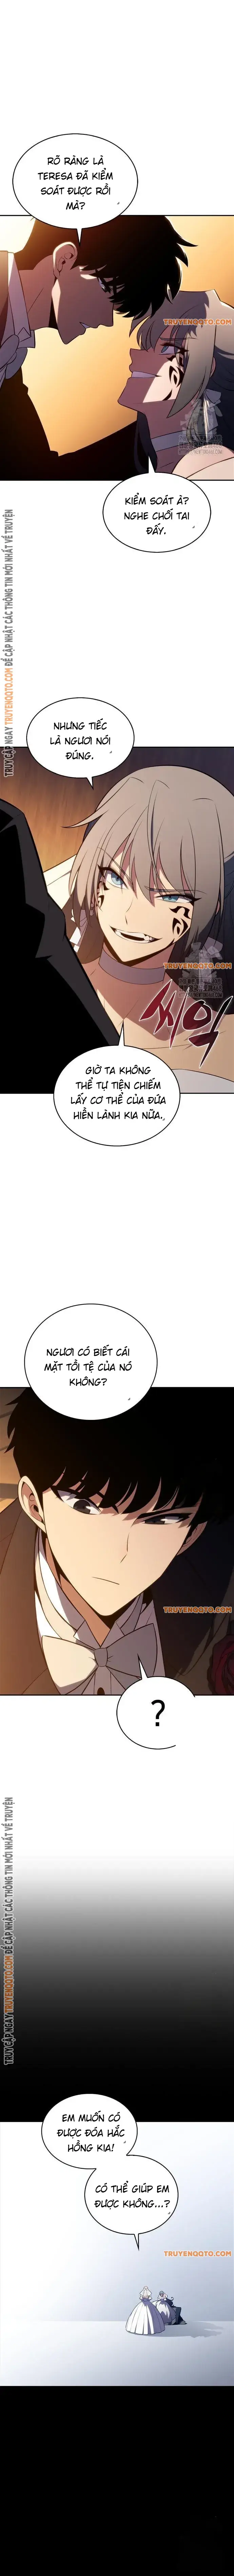 RÕ RÀNG LÀ
TERESA ĐÃ KIỂM
SOÁT ĐƯỢC RỒI
MÀ?
TRUYENQQTO.COM
KIỂM SOÁT À?
NGHE CHÓI TAI
ĐẤY.
TRUY CẬP NGAY TRUYENQQTO.COM ĐỂ CẬP NHẬT CÁC THÔNG TIN MỚI NHẤT VỀ TRUYỆN
NHƯNG TIẾC
LÀ NGƯƠI NÓI
ĐÚNG.
TRUYENQQTO.COM
GIỜ TA KHÔNG
THỂ TỰ TIỆN CHIẾM
LẤY CƠ THỂ CỦA ĐỨA
HIỀN LÀNH KIA NỮA.
NGƯƠI CÓ BIẾT CÁI
MẶT TỒI TỆ CỦA NÓ
KHÔNG?
TRUYENQQTO.COM
?
TRUY CẬP NGAY TRUYENQQTO.COM ĐỂ CẬP NHẬT CÁC THÔNG TIN MỚI NHẤT VỀ TRUYỆN
EM MUỐN CÓ
ĐƯỢC ĐÓA HẮC
HỒNG KIA!
CÓ THỂ GIÚP EM
ĐƯỢC KHÔNG...?
TRUYENQQTO.COM